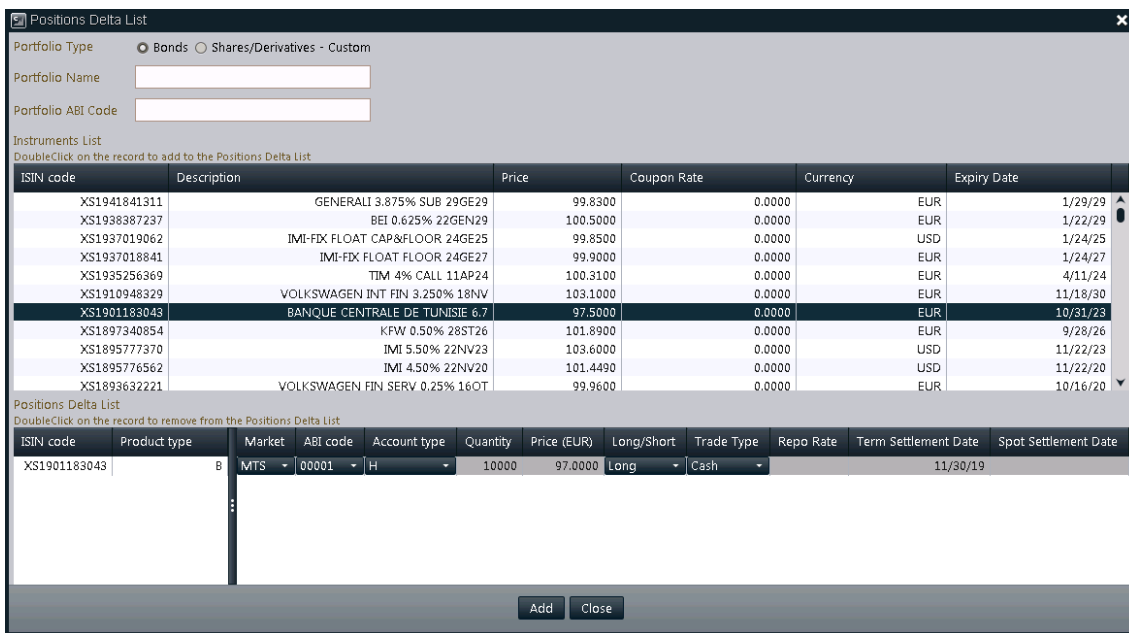 Positions Delta List
Portfolio Type Bonds Shares/Derivatives - Custom
Portfolio Name
Portfolio ABI Code
Instruments List
DoubleClick on the record to add to the Positions Delta List
ISIN code Description Price Coupon Rate Currency Expiry Date
XS1941841311 GENERALI 3.875% SUB 29GE29 99.8300 0.0000 EUR 1/29/29
XS1938387237 BEI 0.625% 22GEN29 100.5000 0.0000 EUR 1/22/29
XS1937019062 IMI-FIX FLOAT CAP&FLOOR 24GE25 99.8500 0.0000 USD 1/24/25
XS1937018841 IMI-FIX FLOAT FLOOR 24GE27 99.9000 0.0000 EUR 1/24/27
XS1935256369 TIM 4% CALL 11AP24 100.3100 0.0000 EUR 4/11/24
XS1910948329 VOLKSWAGEN INT FIN 3.250% 18NV 103.1000 0.0000 EUR 11/18/30
XS1901183043 BANQUE CENTRALE DE TUNISIE 6.7 97.5000 0.0000 EUR 10/31/23
XS1897340854 KFW 0.50% 28ST26 101.8900 0.0000 EUR 9/28/26
XS1895777370 IMI 5.50% 22NV23 103.6000 0.0000 USD 11/22/23
XS1895776562 IMI 4.50% 22NV20 101.4490 0.0000 USD 11/22/20
XS1893632221 VOLKSWAGEN FIN SERV 0.25% 16OT 99.9600 0.0000 EUR 10/16/20
Positions Delta List
DoubleClick on the record to remove from the Positions Delta List
ISIN code Product type Market ABI code Account type Quantity Price (EUR) Long/Short Trade Type Repo Rate Term Settlement Date Spot Settlement Date
XS1901183043 B MTS 00001 H 10000 97.0000 Long Cash 11/30/19
Add Close